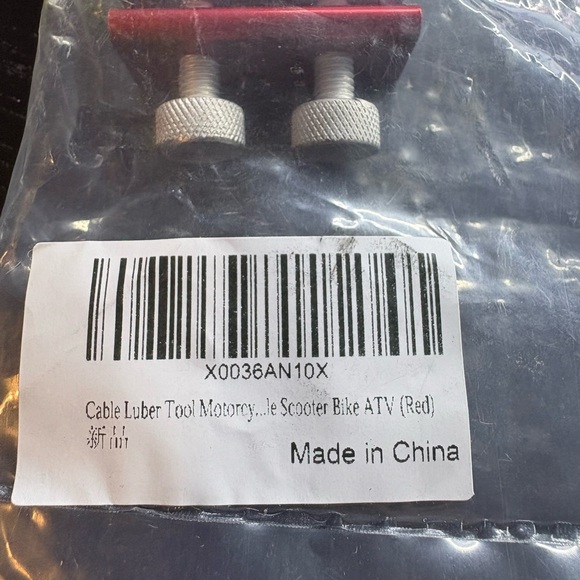 X0036AN10X
Cable Luber Tool Motorcy...le Scooter Bike ATV (Red)
新品
Made in China